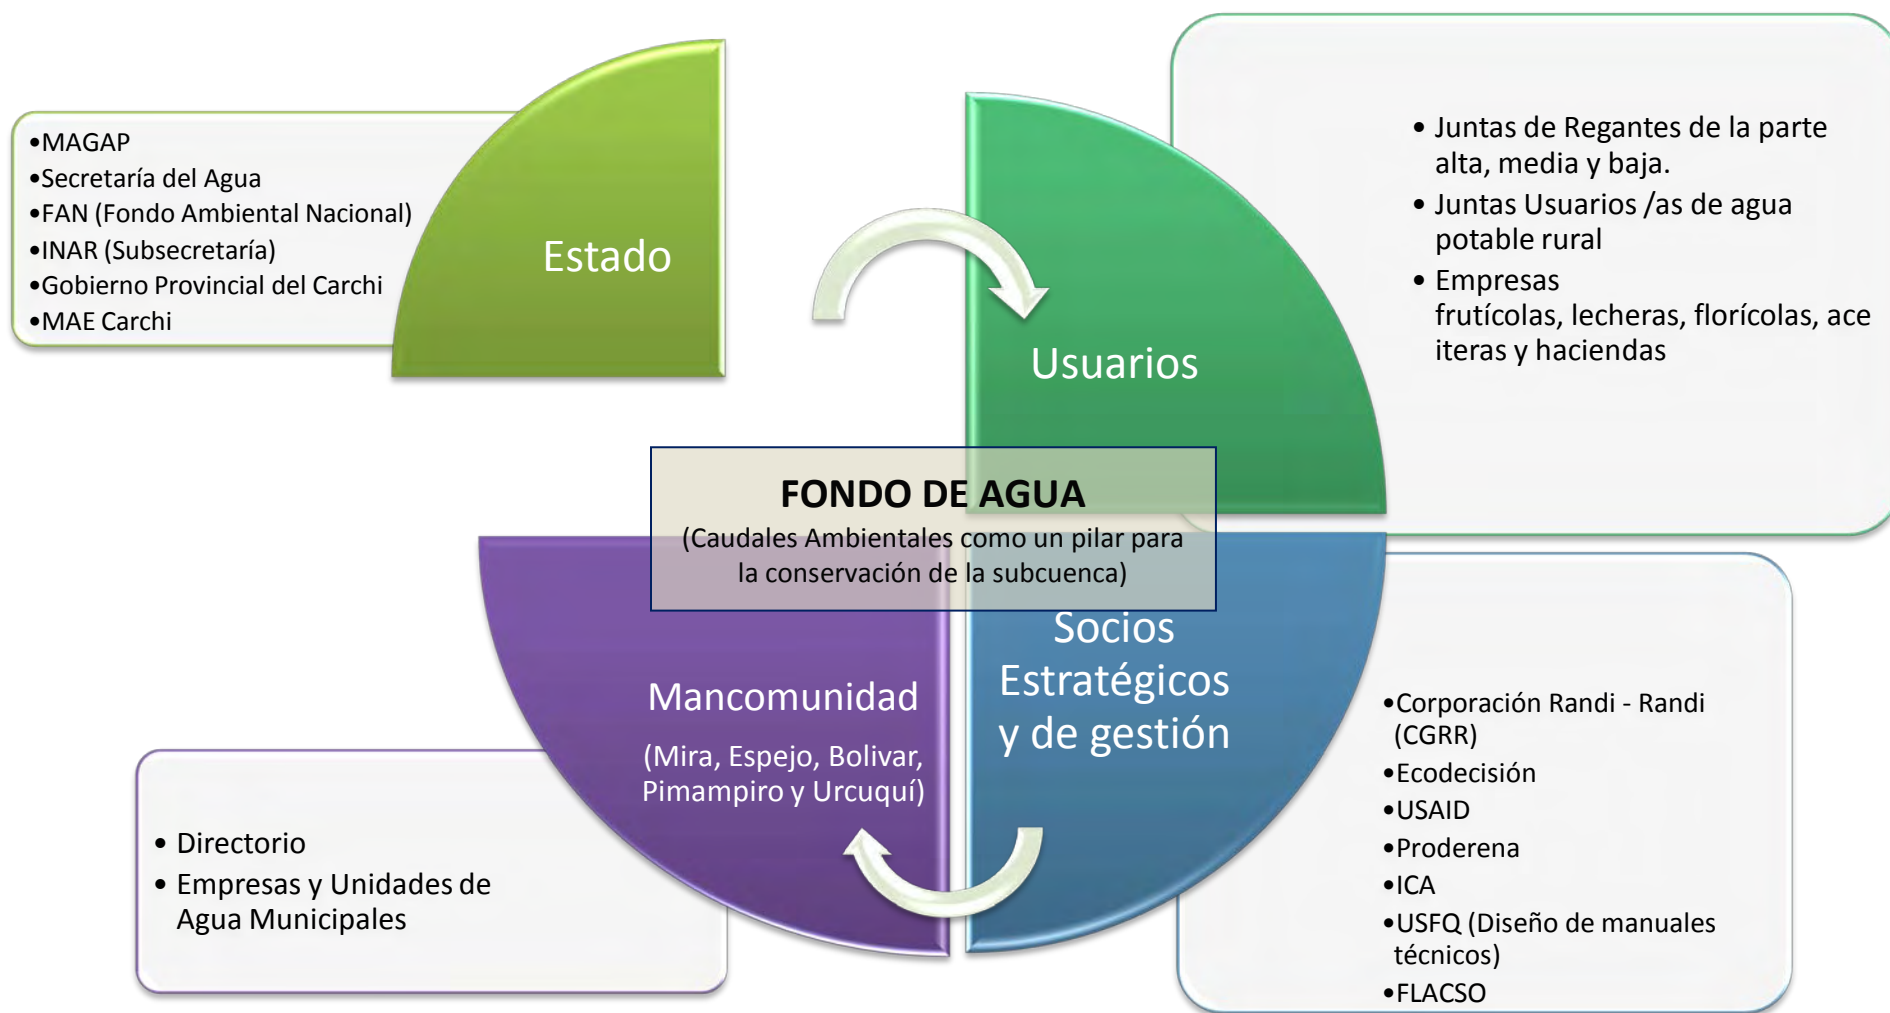 •MAGAP
•Secretaría del Agua
•FAN (Fondo Ambiental Nacional)
•INAR (Subsecretaría)
•Gobierno Provincial del Carchi
•MAE Carchi
Estado
Usuarios
• Juntas de Regantes de la parte
alta, media y baja.
• Juntas Usuarios /as de agua
potable rural
• Empresas
frutícolas, lecheras, florícolas, ace
iteras y haciendas
FONDO DE AGUA
(Caudales Ambientales como un pilar para
la conservación de la subcuenca)
Mancomunidad
(Mira, Espejo, Bolivar,
Pimampiro y Urcuquí)
• Directorio
• Empresas y Unidades de
Agua Municipales
Socios
Estratégicos
y de gestión
•Corporación Randi - Randi
(CGRR)
•Ecodecisión
•USAID
•Proderena
•ICA
•USFQ (Diseño de manuales
técnicos)
•FLACSO